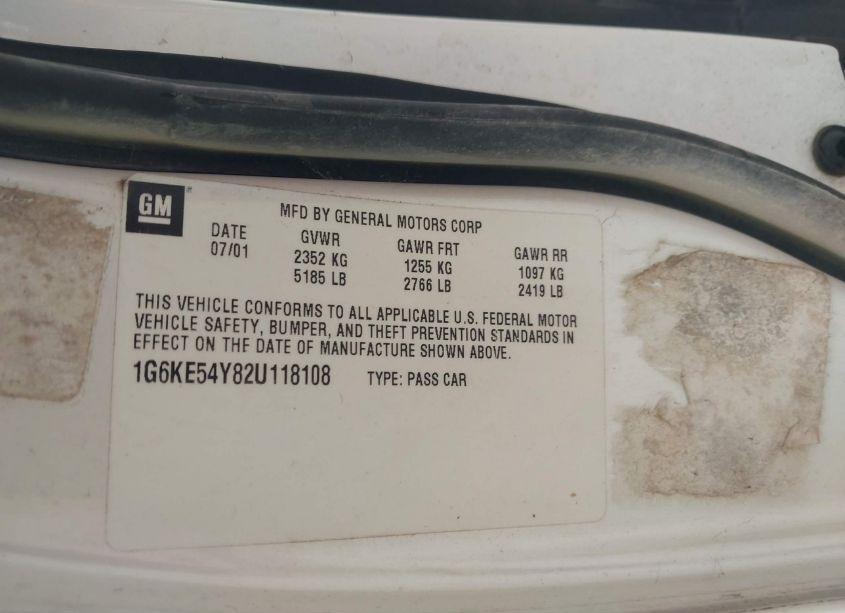 GM ®
MFD BY GENERAL MOTORS CORP
DATE GVWR GAWR FRT GAWR RR
07/01 2352 KG 1255 KG 1097 KG
5185 LB 2766 LB 2419 LB
THIS VEHICLE CONFORMS TO ALL APPLICABLE U.S. FEDERAL MOTOR
VEHICLE SAFETY, BUMPER, AND THEFT PREVENTION STANDARDS IN
EFFECT ON THE DATE OF MANUFACTURE SHOWN ABOVE.
1G6KE54Y82U118108 TYPE: PASS CAR